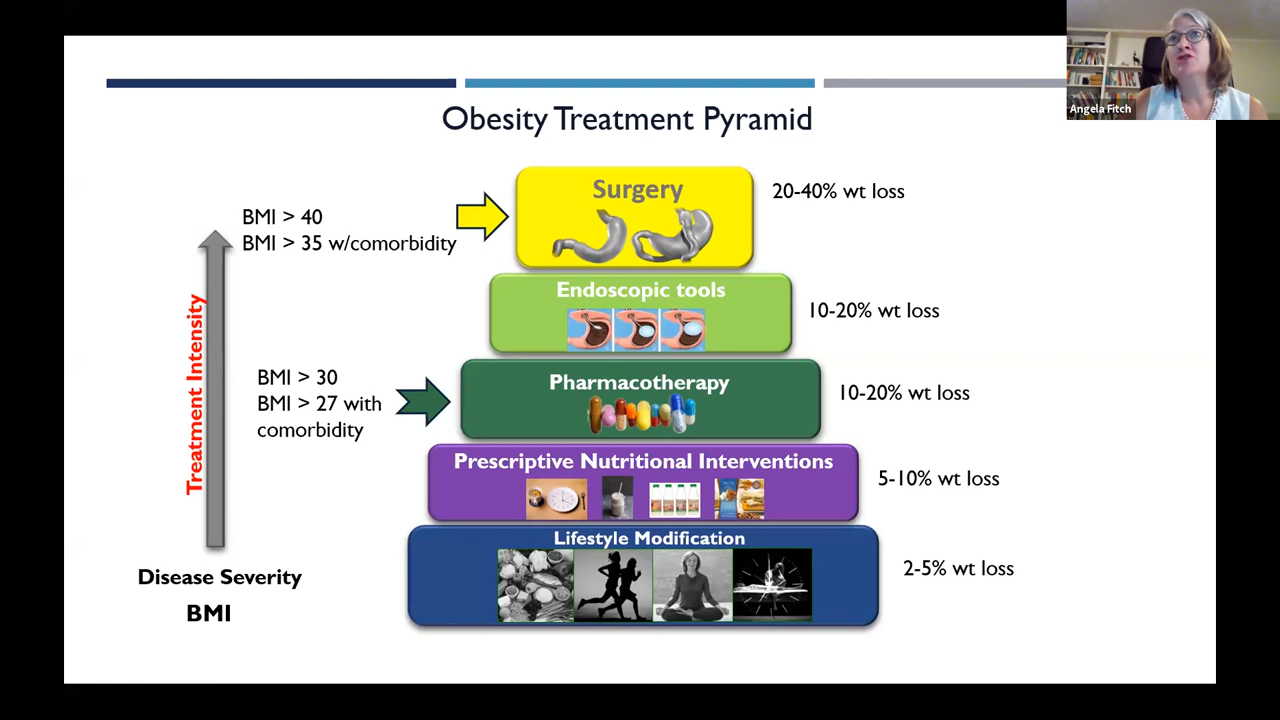 Angela Fitch
Obesity Treatment Pyramid
Surgery
20-40% wt loss
BMI > 40
BMI > 35 w/comorbidity
Endoscopic tools
10-20% wt loss
Treatment Intensity
BMI > 30
BMI > 27 with
comorbidity
Pharmacotherapy
10-20% wt loss
Prescriptive Nutritional Interventions
5-10% wt loss
Lifestyle Modification
2-5% wt loss
Disease Severity
BMI